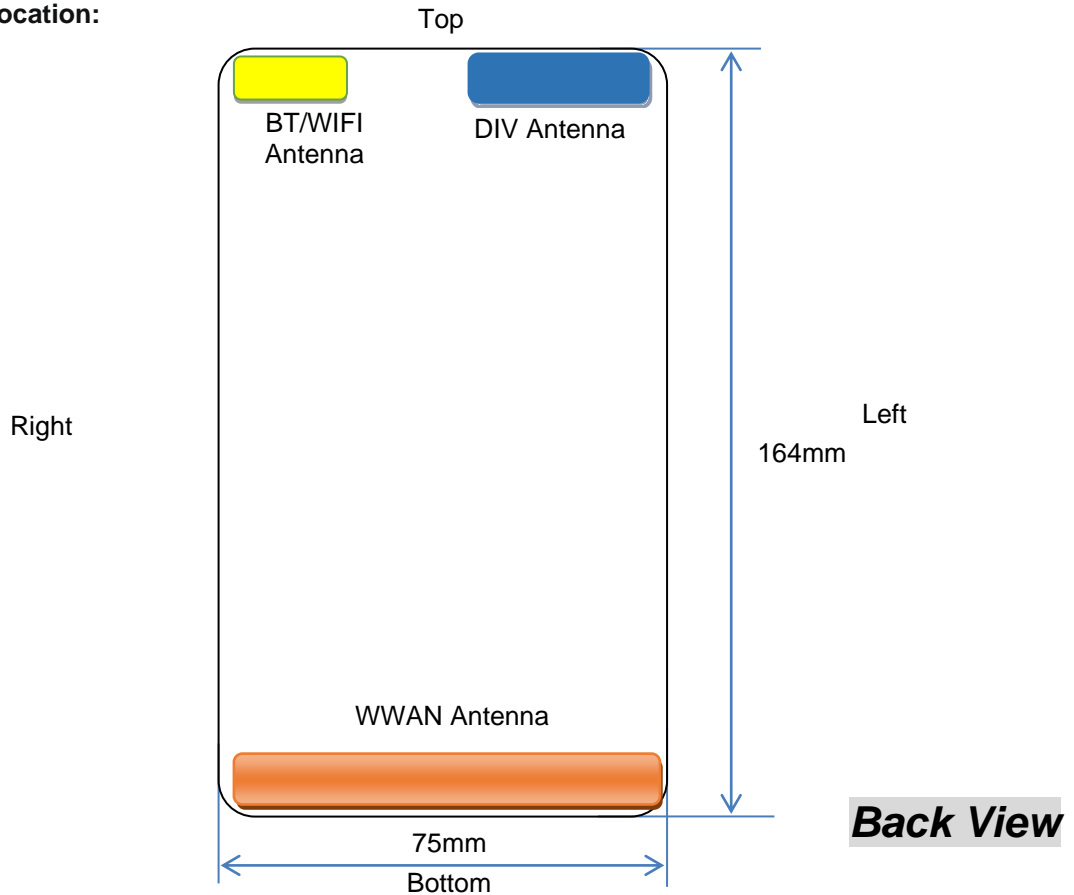 ocation:
Top
BT/WIFI
Antenna
DIV Antenna
Right
Left
164mm
WWAN Antenna
Back View
75mm
Bottom